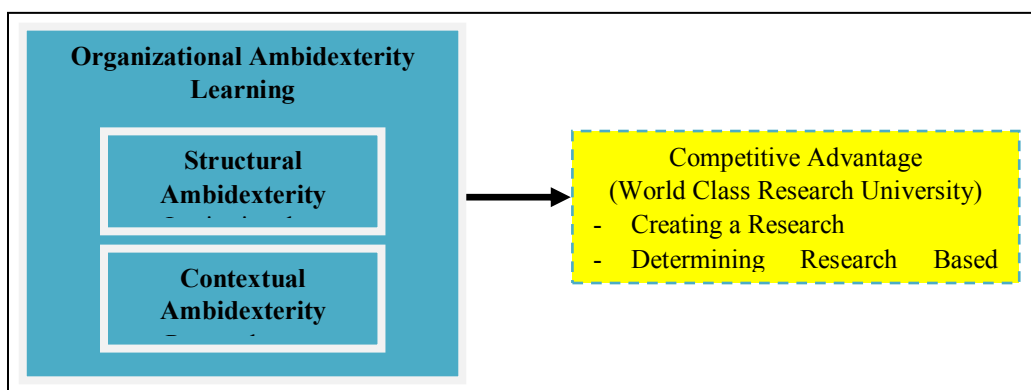 Organizational Ambidexterity
Learning
Structural
Ambidexterity
Contextual
Ambidexterity
Competitive Advantage
(World Class Research University)
- Creating a Research
- Determining Research Based